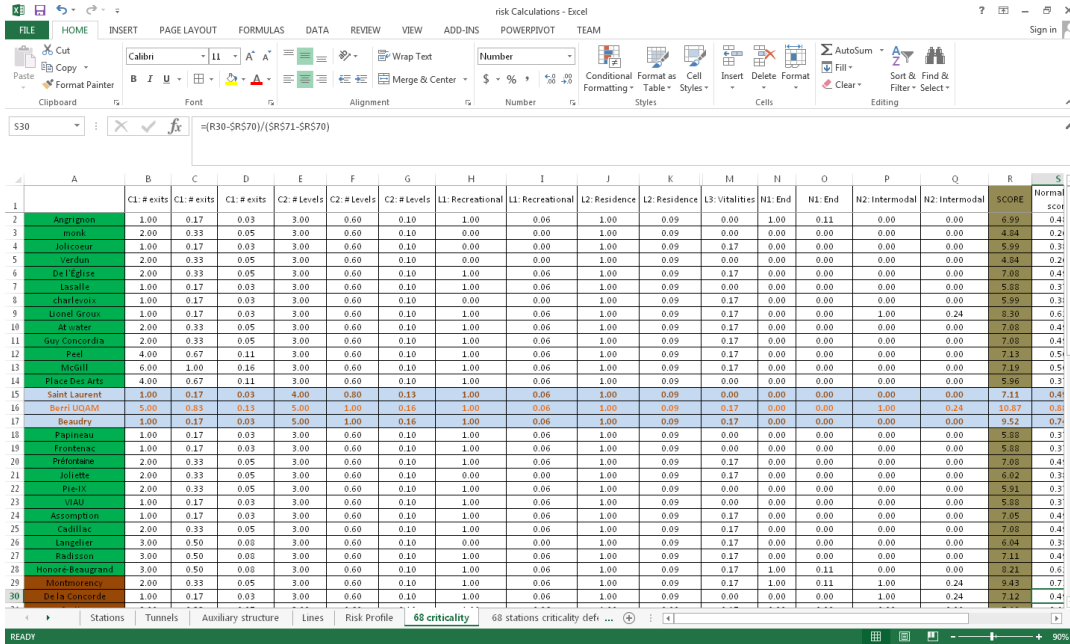 risk Calculations - Excel
FILE HOME INSERT PAGE LAYOUT FORMULAS DATA REVIEW VIEW ADD-INS POWERPIVOT TEAM Sign in
Paste Cut Copy Format Painter
Calibri 11
B I U
Wrap Text
Merge & Center
Number
$ % ,
Conditional Formatting Format as Table Cell Styles
Insert Delete Format
AutoSum Fill Clear
Sort & Filter Find & Select
Clipboard Font Alignment Number Styles Cells Editing
S30 fx =(R30-$R$70)/($R$71-$R$70)
A B C D E F G H I J K M N O P Q R S
1 C1: # exits C1: # exits C1: # exits C2: # Levels C2: # Levels C2: # Levels L1: Recreational L1: Recreational L2: Residence L2: Residence L3: Vitalities N1: End N1: End N2: Intermodal N2: Intermodal SCORE Normal scor
2 Angrignon 1.00 0.17 0.03 3.00 0.60 0.10 1.00 0.06 1.00 0.09 0.00 1.00 0.11 0.00 0.00 6.99
3 monk 2.00 0.33 0.05 3.00 0.60 0.10 0.00 0.00 1.00 0.09 0.00 0.00 0.00 0.00 0.00 4.84
4 Jolicoeur 1.00 0.17 0.03 3.00 0.60 0.10 0.00 0.00 1.00 0.09 0.17 0.00 0.00 0.00 0.00 5.99
5 Verdun 2.00 0.33 0.05 3.00 0.60 0.10 0.00 0.00 1.00 0.09 0.00 0.00 0.00 0.00 0.00 4.84
6 De l'Église 2.00 0.33 0.05 3.00 0.60 0.10 1.00 0.06 1.00 0.09 0.17 0.00 0.00 0.00 0.00 7.08
7 Lasalle 1.00 0.17 0.03 3.00 0.60 0.10 1.00 0.06 1.00 0.09 0.00 0.00 0.00 0.00 0.00 5.88
8 charlevoix 1.00 0.17 0.03 3.00 0.60 0.10 0.00 0.00 1.00 0.09 0.17 0.00 0.00 0.00 0.00 5.99
9 Lionel Groux 1.00 0.17 0.03 3.00 0.60 0.10 1.00 0.06 1.00 0.09 0.17 0.00 0.00 1.00 0.24 8.30
10 At water 2.00 0.33 0.05 3.00 0.60 0.10 1.00 0.06 1.00 0.09 0.17 0.00 0.00 0.00 0.00 7.08
11 Guy Concordia 2.00 0.33 0.05 3.00 0.60 0.10 1.00 0.06 1.00 0.09 0.17 0.00 0.00 0.00 0.00 7.08
12 Peel 4.00 0.67 0.11 3.00 0.60 0.10 1.00 0.06 1.00 0.09 0.17 0.00 0.00 0.00 0.00 7.13
13 McGill 6.00 1.00 0.16 3.00 0.60 0.10 1.00 0.06 1.00 0.09 0.17 0.00 0.00 0.00 0.00 7.19
14 Place Des Arts 4.00 0.67 0.11 3.00 0.60 0.10 1.00 0.06 1.00 0.09 0.00 0.00 0.00 0.00 0.00 5.96
15 Saint Laurent 1.00 0.17 0.03 4.00 0.80 0.13 1.00 0.06 1.00 0.09 0.00 0.00 0.00 0.00 0.00 7.11
16 Berri UQAM 5.00 0.83 0.13 5.00 1.00 0.16 1.00 0.06 1.00 0.09 0.17 0.00 0.00 1.00 0.24 10.87
17 Beaudry 1.00 0.17 0.03 5.00 1.00 0.16 1.00 0.06 1.00 0.09 0.17 0.00 0.00 0.00 0.00 9.52
18 Papineau 1.00 0.17 0.03 3.00 0.60 0.10 1.00 0.06 1.00 0.09 0.00 0.00 0.00 0.00 0.00 5.88
19 Frontenac 1.00 0.17 0.03 3.00 0.60 0.10 1.00 0.06 1.00 0.09 0.00 0.00 0.00 0.00 0.00 5.88
20 Préfontaine 2.00 0.33 0.05 3.00 0.60 0.10 1.00 0.06 1.00 0.09 0.17 0.00 0.00 0.00 0.00 7.08
21 Joliette 2.00 0.33 0.05 3.00 0.60 0.10 0.00 0.00 1.00 0.09 0.17 0.00 0.00 0.00 0.00 6.02
22 Pie-IX 2.00 0.33 0.05 3.00 0.60 0.10 1.00 0.06 1.00 0.09 0.00 0.00 0.00 0.00 0.00 5.91
23 VIAU 1.00 0.17 0.03 3.00 0.60 0.10 1.00 0.06 1.00 0.09 0.00 0.00 0.00 0.00 0.00 5.88
24 Assomption 1.00 0.17 0.03 3.00 0.60 0.10 1.00 0.06 1.00 0.09 0.17 0.00 0.00 0.00 0.00 7.05
25 Cadillac 2.00 0.33 0.05 3.00 0.60 0.10 1.00 0.06 1.00 0.09 0.17 0.00 0.00 0.00 0.00 7.08
26 Langelier 3.00 0.50 0.08 3.00 0.60 0.10 0.00 0.00 1.00 0.09 0.17 0.00 0.00 0.00 0.00 6.04
27 Radisson 3.00 0.50 0.08 3.00 0.60 0.10 1.00 0.06 1.00 0.09 0.17 0.00 0.00 0.00 0.00 7.11
28 Honoré-Beaugrand 3.00 0.50 0.08 3.00 0.60 0.10 1.00 0.06 1.00 0.09 0.17 1.00 0.11 0.00 0.00 8.21
29 Montmorency 2.00 0.33 0.05 3.00 0.60 0.10 1.00 0.06 1.00 0.09 0.17 1.00 0.11 1.00 0.24 9.43
30 De la Concorde 1.00 0.17 0.03 3.00 0.60 0.10 1.00 0.06 1.00 0.09 0.00 0.00 0.00 1.00 0.24 7.12
Stations Tunnels Auxiliary structure Lines Risk Profile 68 criticality 68 stations criticality defe ...
READY 90%